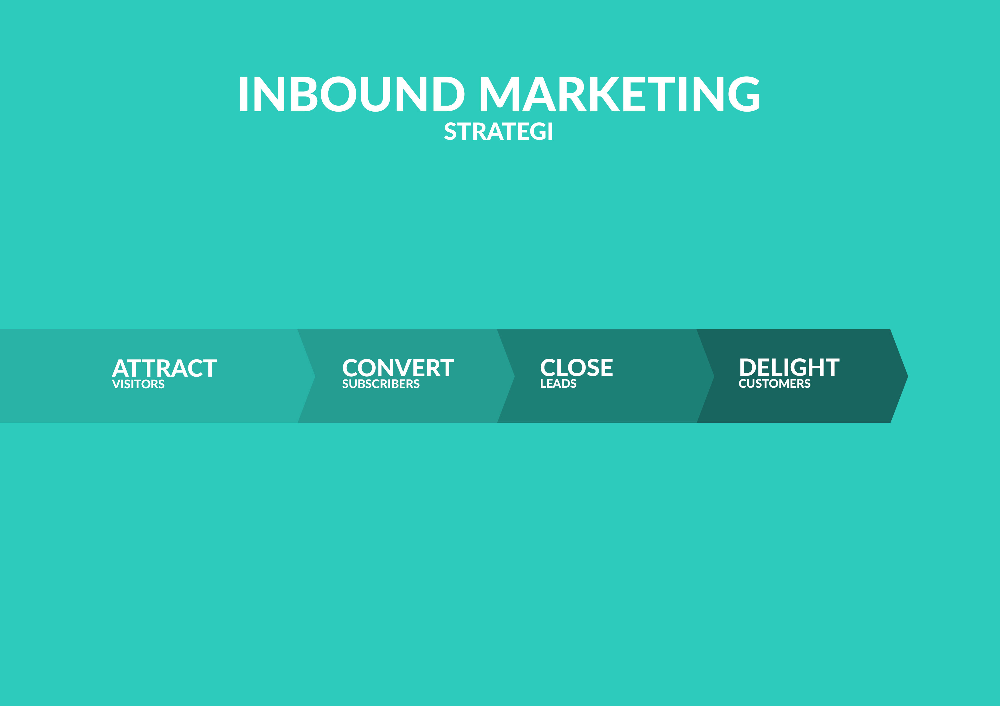 INBOUND MARKETING
STRATEGI
ATTRACT
VISITORS
CONVERT
SUBSCRIBERS
CLOSE
LEADS
DELIGHT
CUSTOMERS